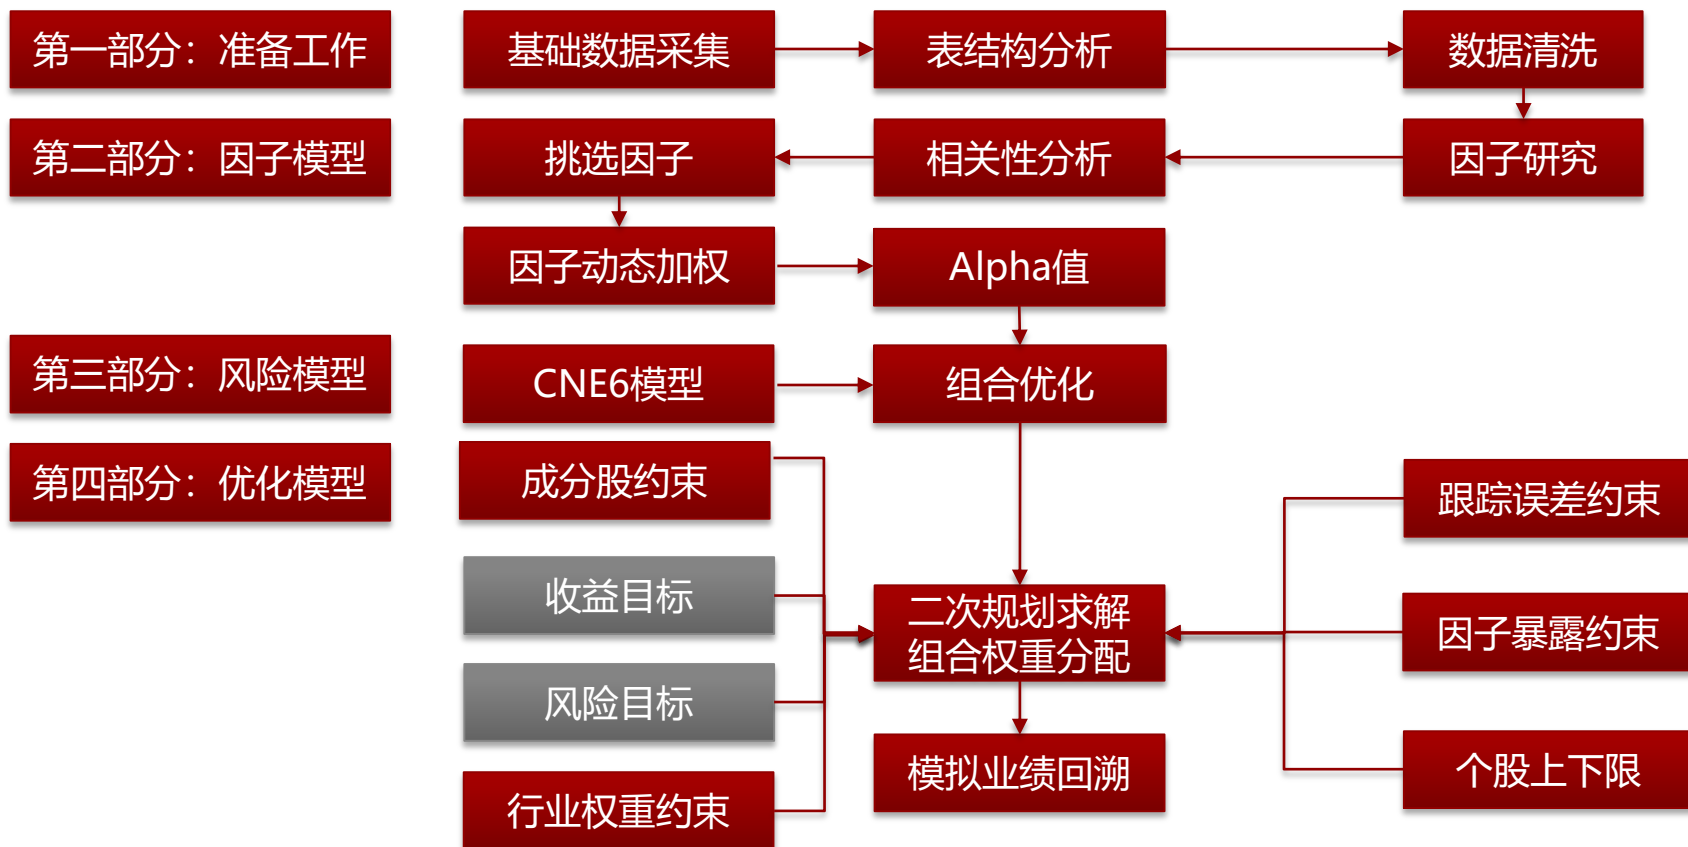 第一部分：准备工作
基础数据采集
表结构分析
数据清洗
第二部分：因子模型
挑选因子
相关性分析
因子研究
因子动态加权
Alpha值
第三部分：风险模型
CNE6模型
组合优化
第四部分：优化模型
成分股约束
跟踪误差约束
收益目标
二次规划求解
组合权重分配
因子暴露约束
风险目标
模拟业绩回溯
个股上下限
行业权重约束